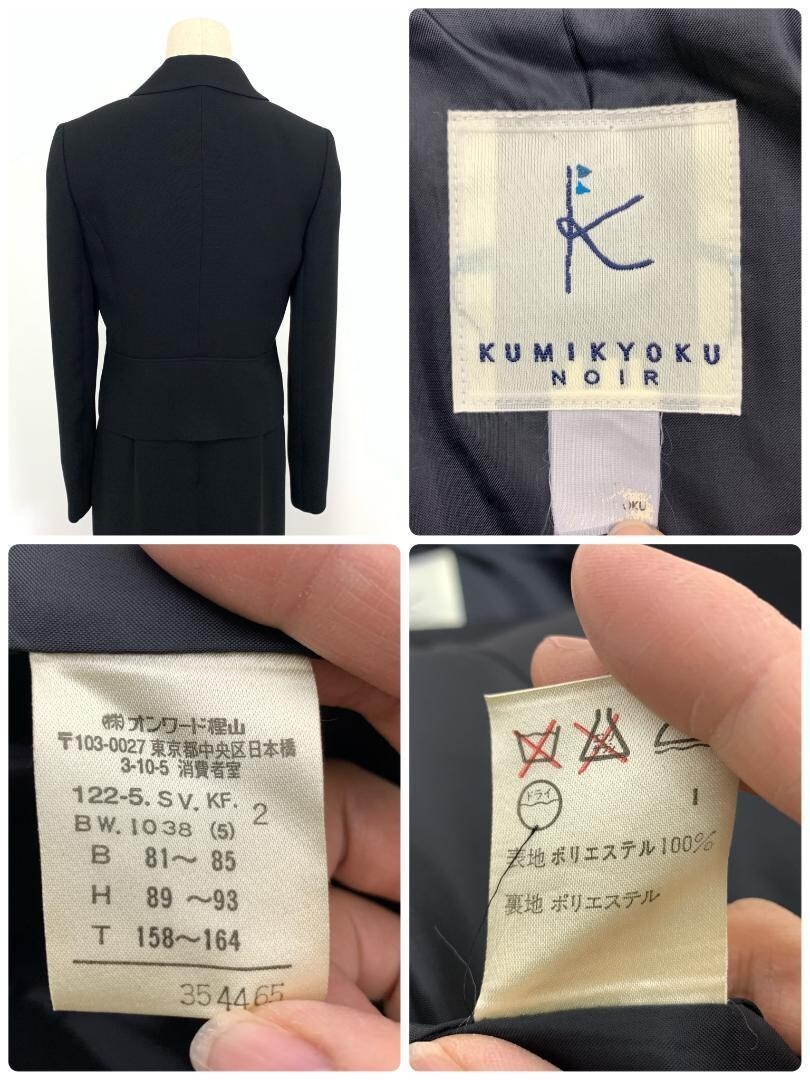 K
KUMIKYOKU
NOIR
OKU
(株)オンワード樫山
〒103-0027 東京都中央区日本橋
3-10-5 消費者室
122-5. SV. KF. 2
BW. 1038 (5)
B 81～85
H 89～93
T 158～164
354465
ドライ
表地 ポリエステル100%
裏地 ポリエステル